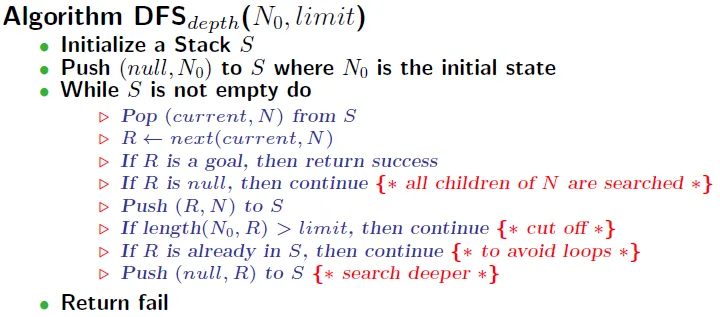 Algorithm DFS_depth(N_0, limit)
• Initialize a Stack S
• Push (null, N_0) to S where N_0 is the initial state
• While S is not empty do
▷ Pop (current, N) from S
▷ R ← next(current, N)
▷ If R is a goal, then return success
▷ If R is null, then continue {∗ all children of N are searched ∗}
▷ Push (R, N) to S
▷ If length(N_0, R) > limit, then continue {∗ cut off ∗}
▷ If R is already in S, then continue {∗ to avoid loops ∗}
▷ Push (null, R) to S {∗ search deeper ∗}
• Return fail